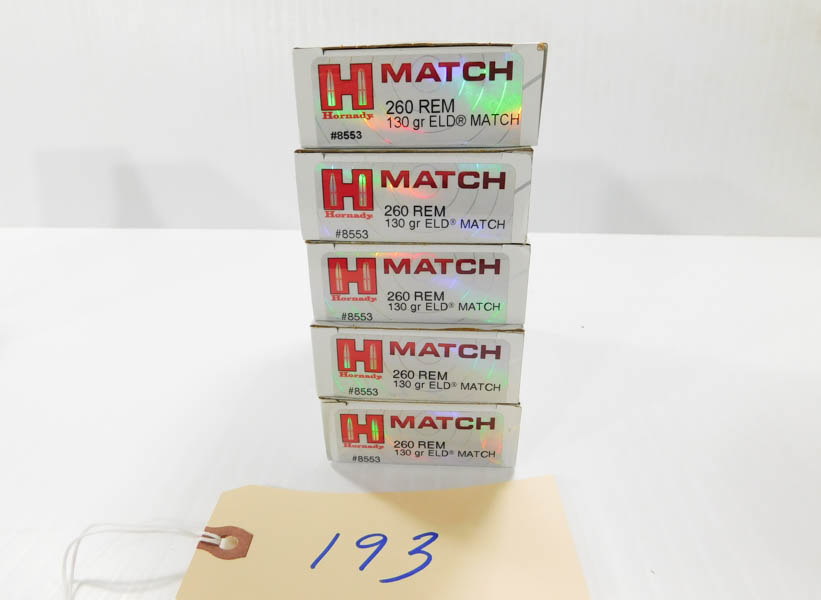 H MATCH
Hornady
260 REM
130 gr ELD® MATCH
#8553
H MATCH
Hornady
260 REM
130 gr ELD® MATCH
#8553
H MATCH
Hornady
260 REM
130 gr ELD® MATCH
#8553
H MATCH
Hornady
260 REM
130 gr ELD® MATCH
#8553
H MATCH
Hornady
260 REM
130 gr ELD® MATCH
#8553
193